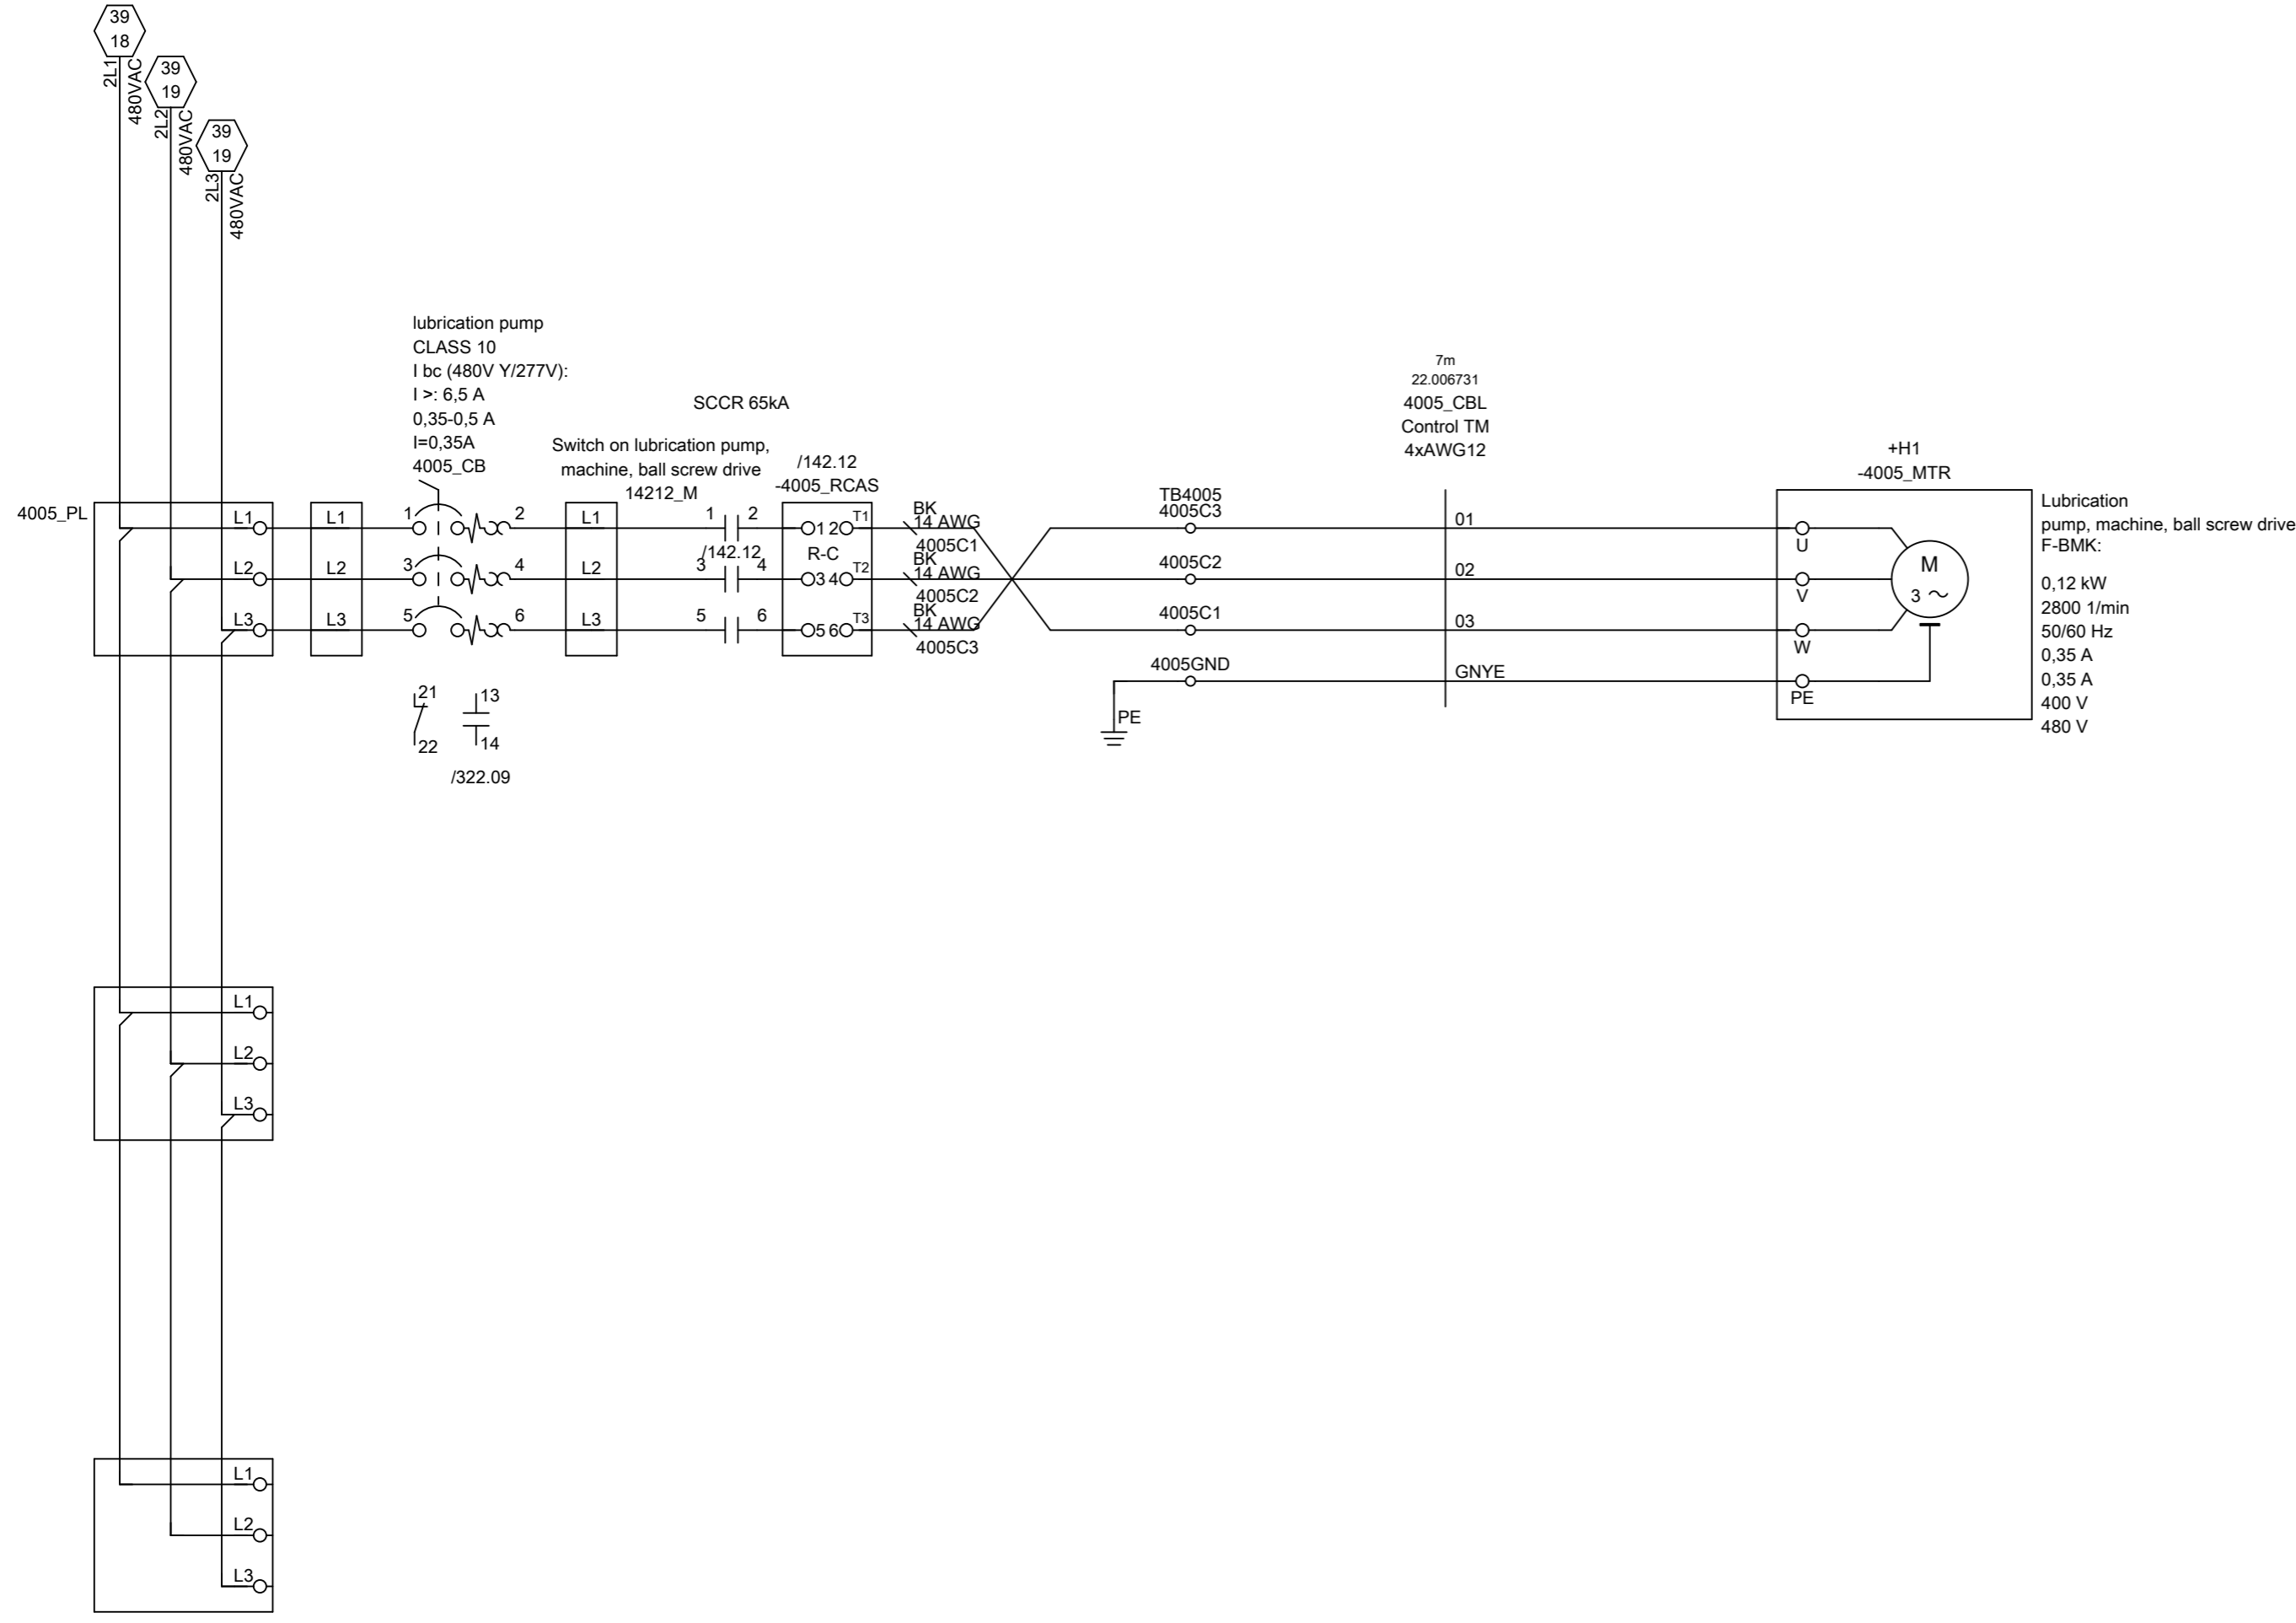 39
18
2L1
480VAC
39
19
2L2
480VAC
39
19
2L3
480VAC
lubrication pump
CLASS 10
I bc (480V Y/277V):
I >: 6,5 A
0,35-0,5 A
I=0,35A
4005_CB
SCCR 65kA
Switch on lubrication pump,
machine, ball screw drive
14212_M
/142.12
-4005_RCAS
7m
22.006731
4005_CBL
Control TM
4xAWG12
+H1
-4005_MTR
4005_PL
L1
L1
1
2
L1
1
2
1 2
T1
BK
14 AWG
4005C1
TB4005
4005C3
01
U
L2
L2
3
4
L2
/142.12
3
4
R-C
3 4
T2
BK
14 AWG
4005C2
4005C2
02
V
L3
L3
5
6
L3
5
6
5 6
T3
BK
14 AWG
4005C3
4005C1
03
W
4005GND
GNYE
PE
PE
M
3
Lubrication
pump, machine, ball screw drive
F-BMK:
0,12 kW
2800 1/min
50/60 Hz
0,35 A
0,35 A
400 V
480 V
21
22
13
14
/322.09
L1
L2
L3
L1
L2
L3